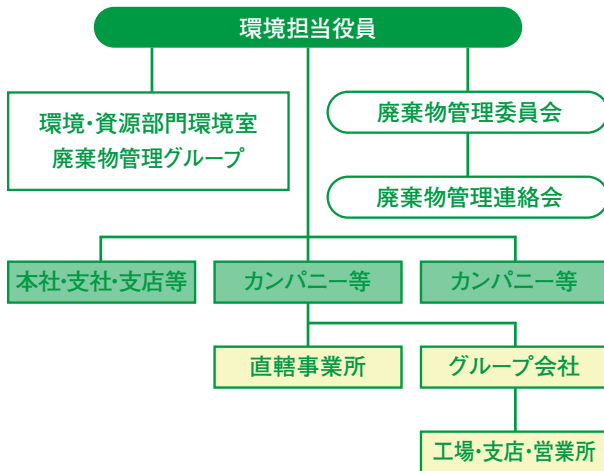 環境担当役員
環境・資源部門環境室
廃棄物管理グループ
廃棄物管理委員会
廃棄物管理連絡会
本社・支社・支店等
カンパニー等
カンパニー等
直轄事業所
グループ会社
工場・支店・営業所